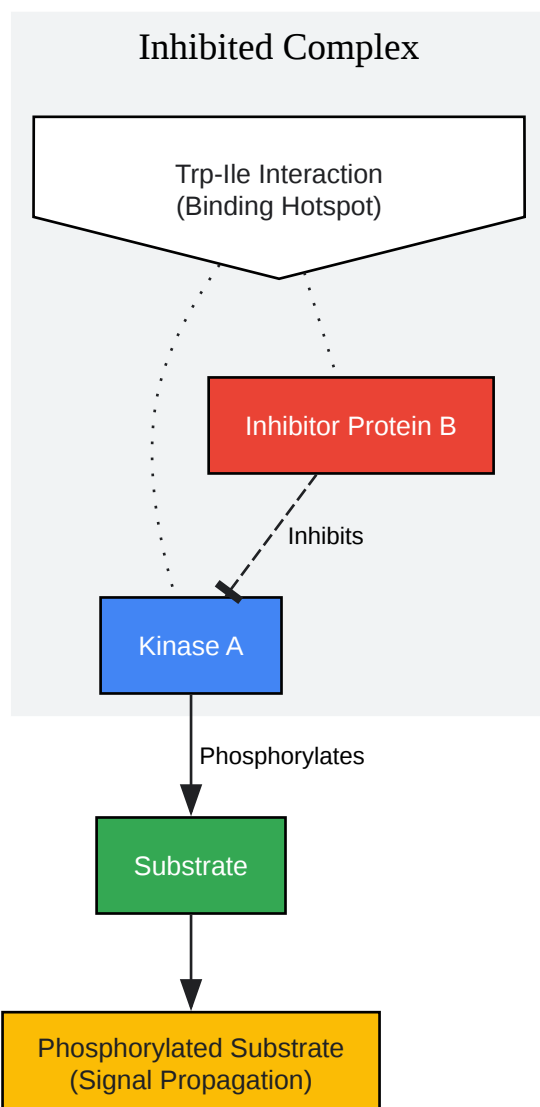 Inhibited Complex
Trp-Ile Interaction
(Binding Hotspot)
Inhibitor Protein B
Inhibits
Kinase A
Phosphorylates
Substrate
Phosphorylated Substrate
(Signal Propagation)